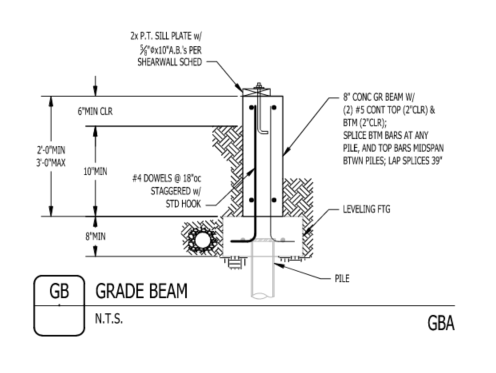 2x P.T. SILL PLATE w/
5/8"øx10"A.B.'s PER
SHEARWALL SCHED
6"MIN CLR
2'-0"MIN
3'-0"MAX
10"MIN
8"MIN
#4 DOWELS @ 18"oc
STAGGERED w/
STD HOOK
8" CONC GR BEAM W/
(2) #5 CONT TOP (2"CLR) &
BTM (2"CLR);
SPLICE BTM BARS AT ANY
PILE, AND TOP BARS MIDSPAN
BTWN PILES; LAP SPLICES 39"
LEVELING FTG
PILE
GB
GRADE BEAM
N.T.S.
GBA